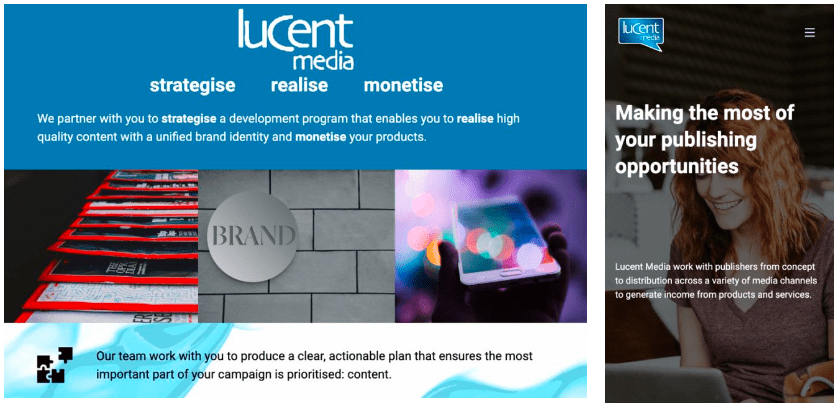 lucent
media
strategise realise monetise
We partner with you to strategise a development program that enables you to realise high
quality content with a unified brand identity and monetise your products.
BRAND
Our team work with you to produce a clear, actionable plan that ensures the most
important part of your campaign is prioritised: content.
lucent
media
Making the most of
your publishing
opportunities
Lucent Media work with publishers from concept
to distribution across a variety of media channels
to generate income from products and services.